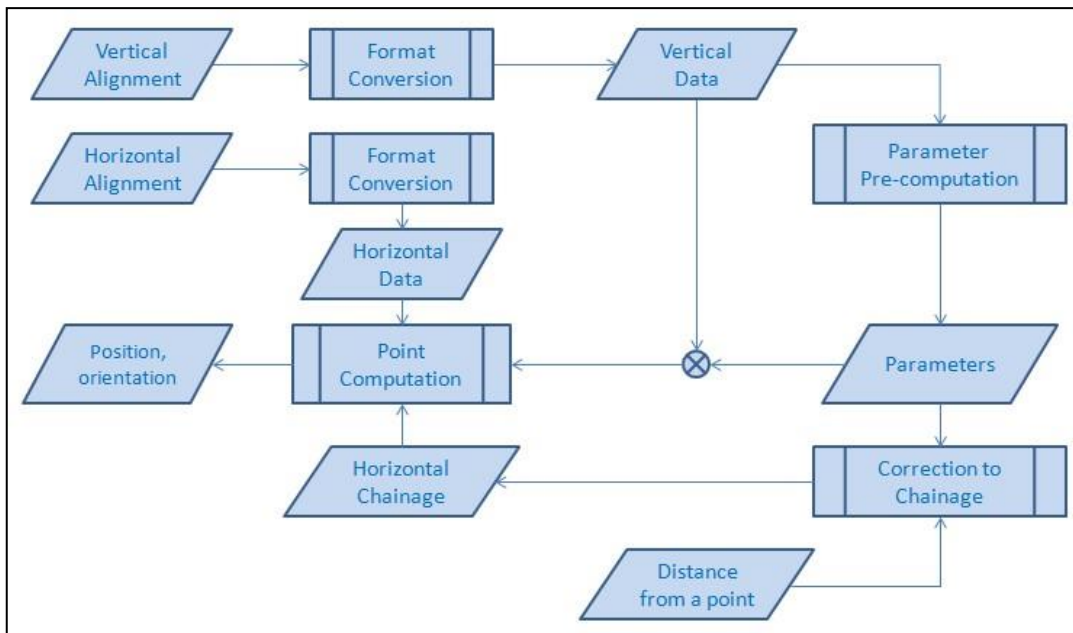 Vertical
Alignment
Format
Conversion
Vertical
Data
Horizontal
Alignment
Format
Conversion
Parameter
Pre-computation
Horizontal
Data
Position,
orientation
Point
Computation
Parameters
Horizontal
Chainage
Correction to
Chainage
Distance
from a point